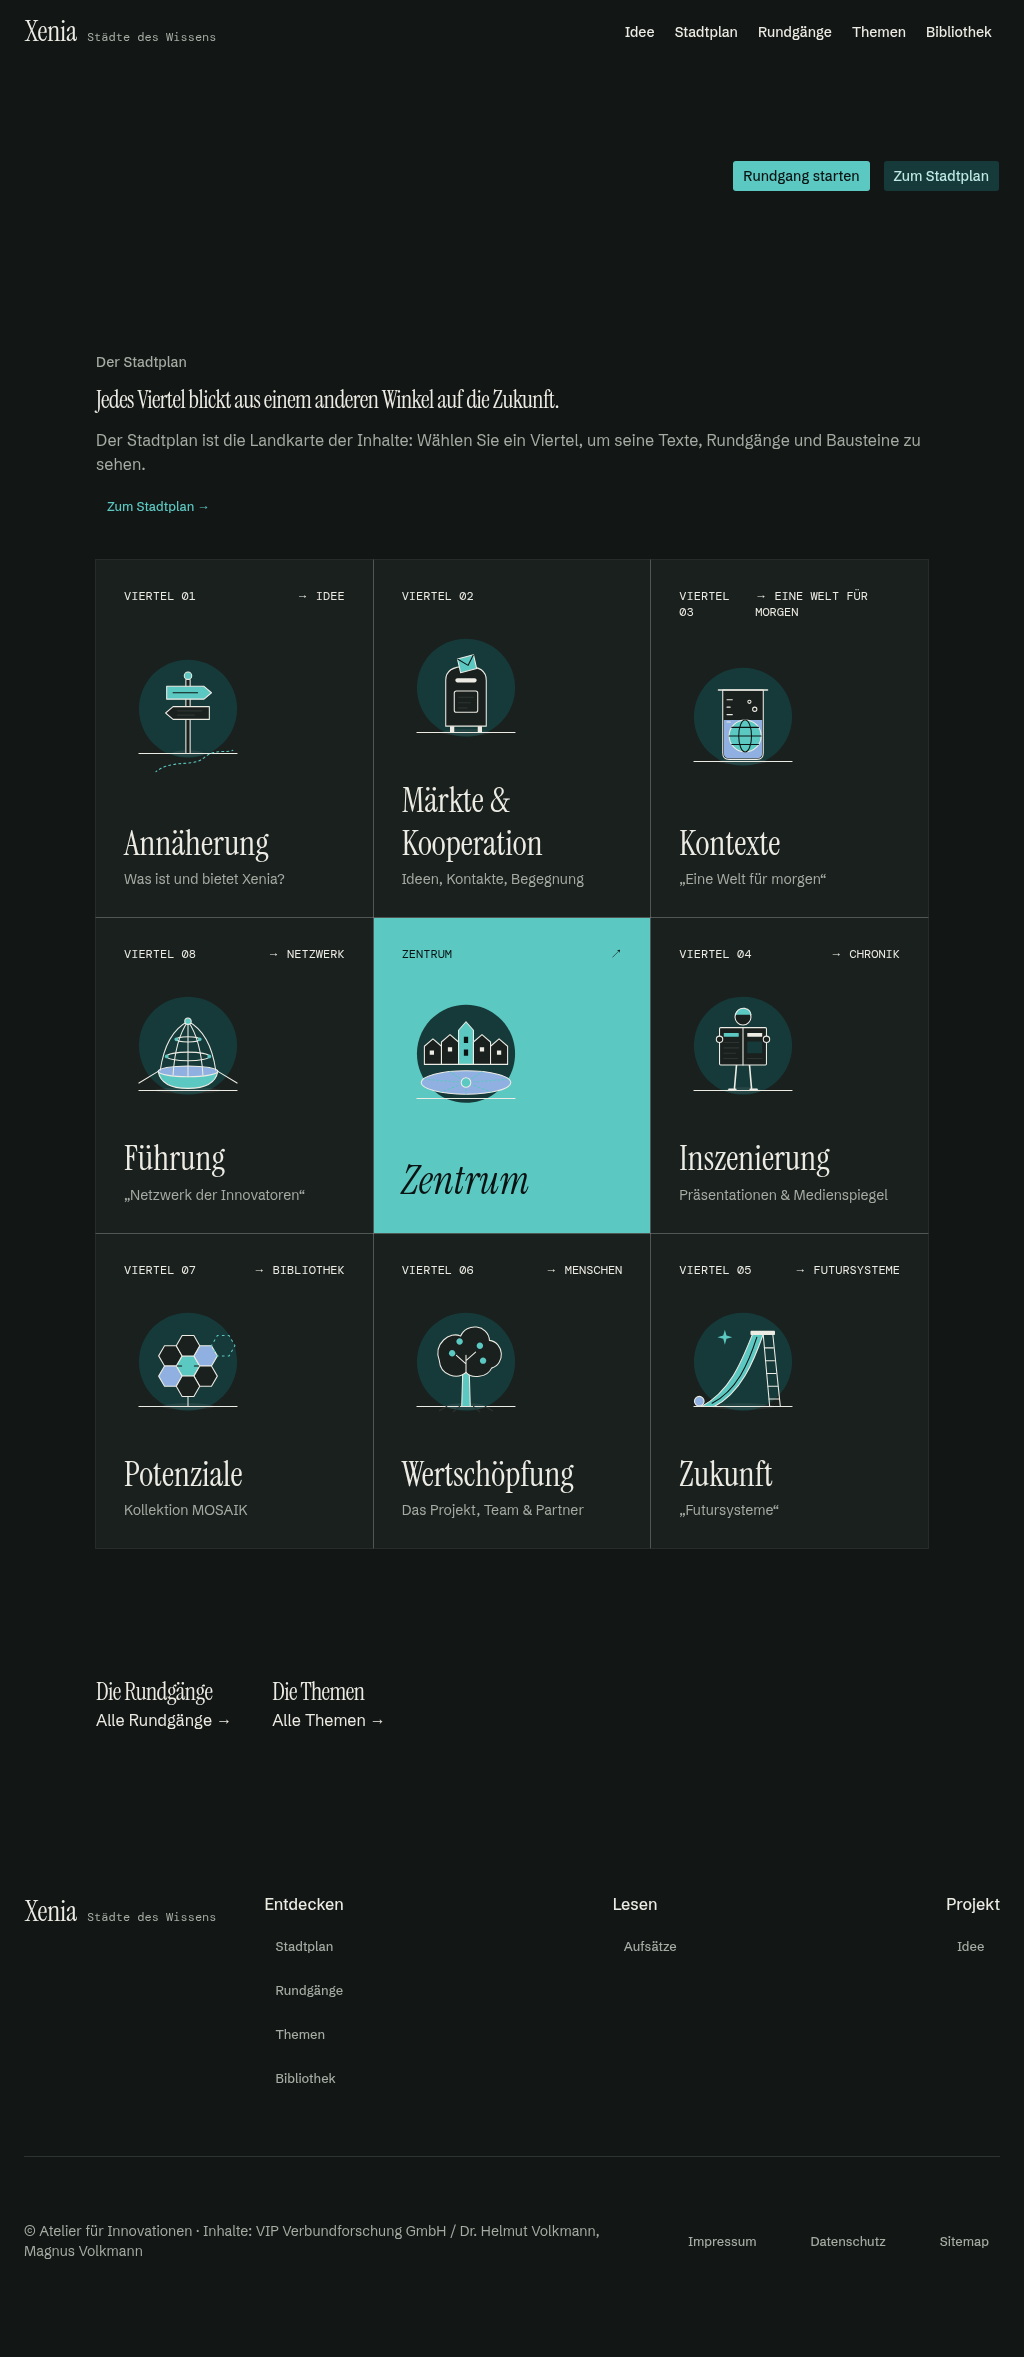 Xenia Städte des Wissens
Idee Stadtplan Rundgänge Themen Bibliothek
Rundgang starten Zum Stadtplan
Der Stadtplan
Jedes Viertel blickt aus einem anderen Winkel auf die Zukunft.
Der Stadtplan ist die Landkarte der Inhalte: Wählen Sie ein Viertel, um seine Texte, Rundgänge und Bausteine zu
sehen.
Zum Stadtplan →
VIERTEL 01 → IDEE
Annäherung
Was ist und bietet Xenia?
VIERTEL 02
Märkte &
Kooperation
Ideen, Kontakte, Begegnung
VIERTEL
03
→ EINE WELT FÜR
MORGEN
Kontexte
„Eine Welt für morgen“
VIERTEL 08 → NETZWERK
Führung
„Netzwerk der Innovatoren“
ZENTRUM ↗
Zentrum
VIERTEL 04 → CHRONIK
Inszenierung
Präsentationen & Medienspiegel
VIERTEL 07 → BIBLIOTHEK
Potenziale
Kollektion MOSAIK
VIERTEL 06 → MENSCHEN
Wertschöpfung
Das Projekt, Team & Partner
VIERTEL 05 → FUTURSYSTEME
Zukunft
„Futursysteme“
Die Rundgänge
Alle Rundgänge →
Die Themen
Alle Themen →
Xenia Städte des Wissens
Entdecken
Stadtplan
Rundgänge
Themen
Bibliothek
Lesen
Aufsätze
Projekt
Idee
© Atelier für Innovationen · Inhalte: VIP Verbundforschung GmbH / Dr. Helmut Volkmann,
Magnus Volkmann
Impressum Datenschutz Sitemap